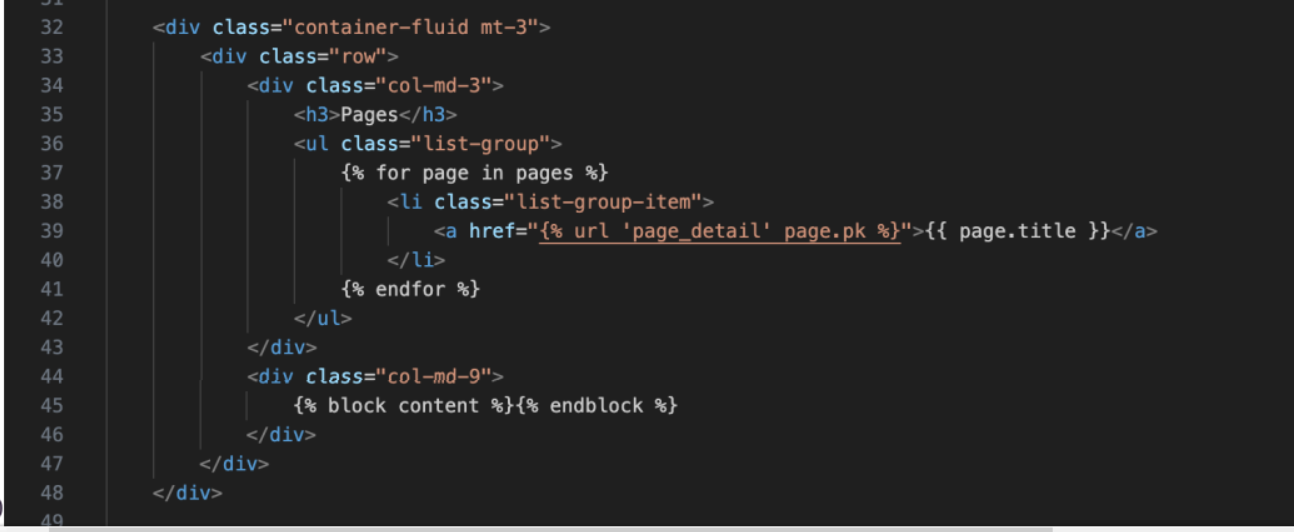 31
32 <div class="container-fluid mt-3">
33 <div class="row">
34 <div class="col-md-3">
35 <h3>Pages</h3>
36 <ul class="list-group">
37 {% for page in pages %}
38 <li class="list-group-item">
39 <a href="{% url 'page_detail' page.pk %}">{{ page.title }}</a>
40 </li>
41 {% endfor %}
42 </ul>
43 </div>
44 <div class="col-md-9">
45 {% block content %}{% endblock %}
46 </div>
47 </div>
48 </div>
49